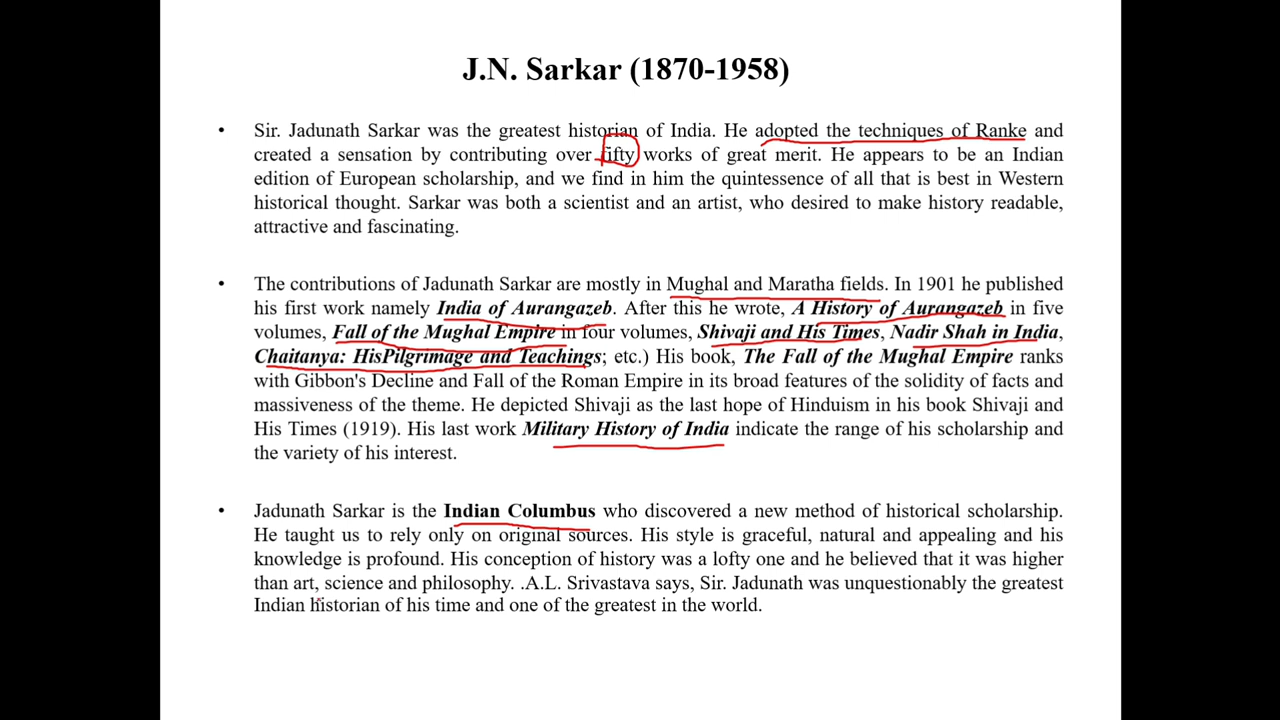 J.N. Sarkar (1870-1958)
• Sir. Jadunath Sarkar was the greatest historian of India. He adopted the techniques of Ranke and
created a sensation by contributing over fifty works of great merit. He appears to be an Indian
edition of European scholarship, and we find in him the quintessence of all that is best in Western
historical thought. Sarkar was both a scientist and an artist, who desired to make history readable,
attractive and fascinating.
• The contributions of Jadunath Sarkar are mostly in Mughal and Maratha fields. In 1901 he published
his first work namely India of Aurangazeb. After this he wrote, A History of Aurangazeb in five
volumes, Fall of the Mughal Empire in four volumes, Shivaji and His Times, Nadir Shah in India,
Chaitanya: HisPilgrimage and Teachings; etc.) His book, The Fall of the Mughal Empire ranks
with Gibbon's Decline and Fall of the Roman Empire in its broad features of the solidity of facts and
massiveness of the theme. He depicted Shivaji as the last hope of Hinduism in his book Shivaji and
His Times (1919). His last work Military History of India indicate the range of his scholarship and
the variety of his interest.
• Jadunath Sarkar is the Indian Columbus who discovered a new method of historical scholarship.
He taught us to rely only on original sources. His style is graceful, natural and appealing and his
knowledge is profound. His conception of history was a lofty one and he believed that it was higher
than art, science and philosophy. .A.L. Srivastava says, Sir. Jadunath was unquestionably the greatest
Indian historian of his time and one of the greatest in the world.